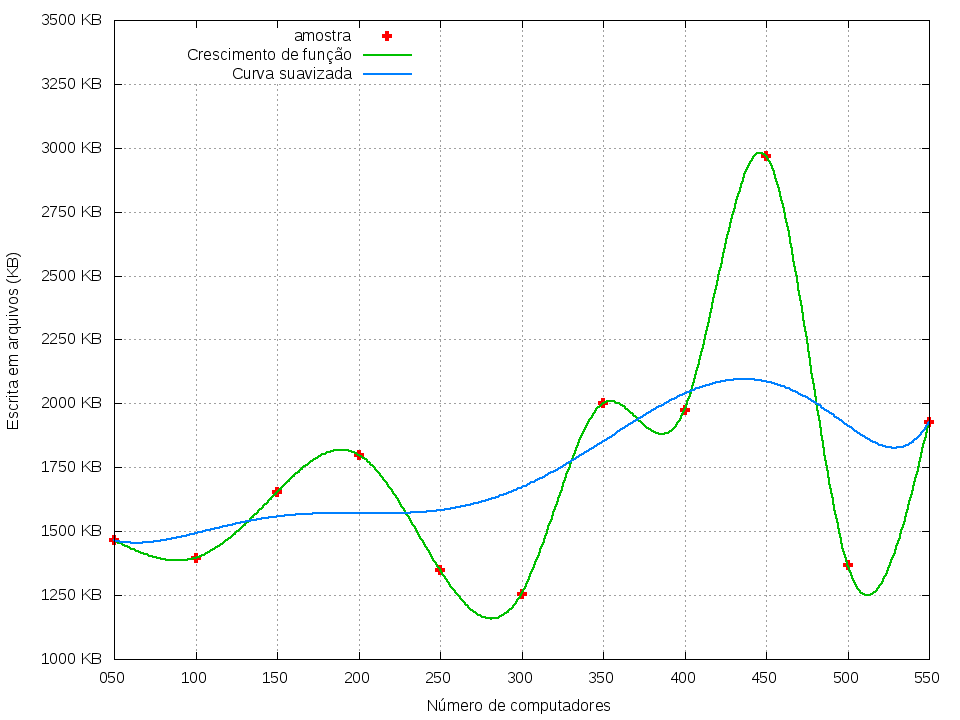 3500 KB
3250 KB
3000 KB
2750 KB
2500 KB
2250 KB
2000 KB
1750 KB
1500 KB
1250 KB
1000 KB
amostra
Crescimento de função
Curva suavizada
Escrita em arquivos (KB)
050 100 150 200 250 300 350 400 450 500 550
Número de computadores